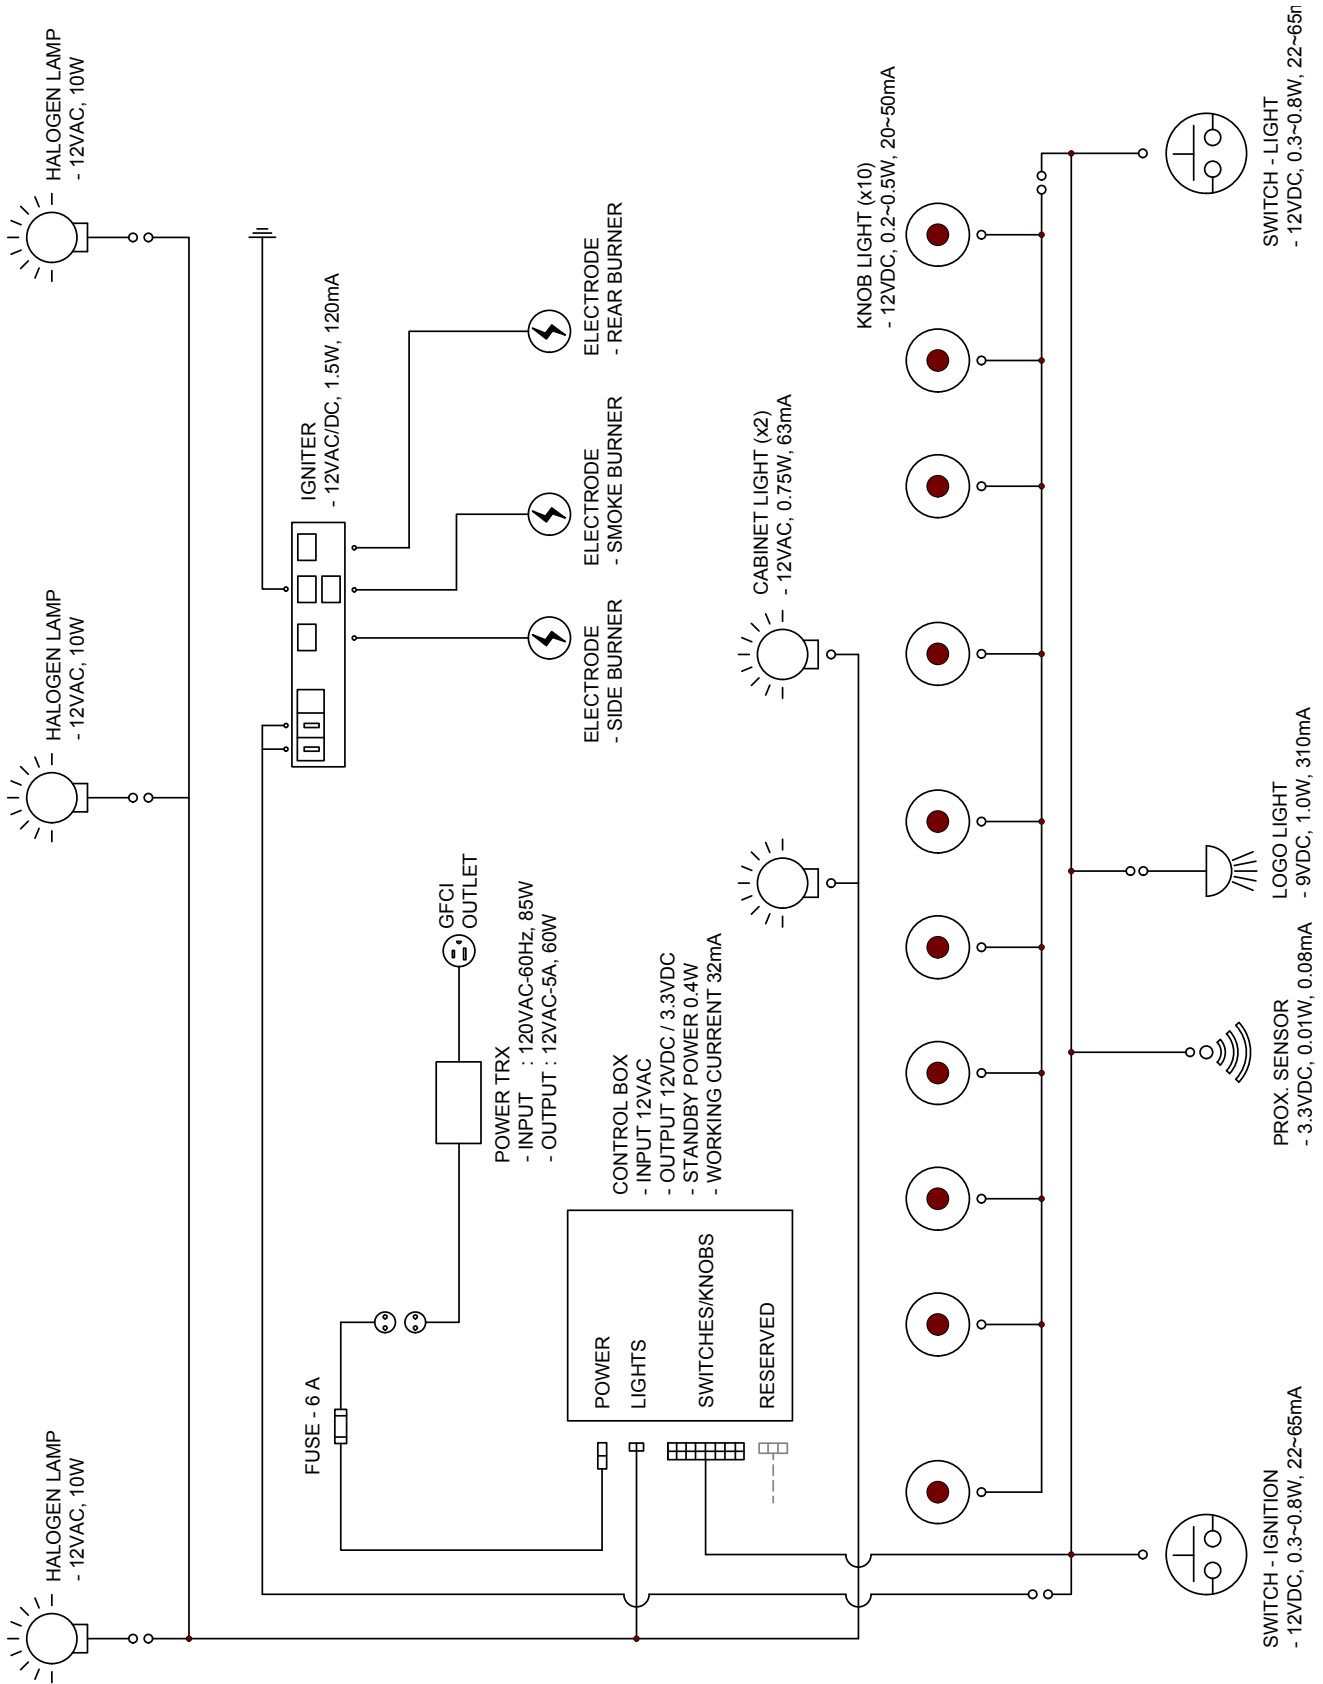 HALOGEN LAMP
- 12VAC, 10W
HALOGEN LAMP
- 12VAC, 10W
HALOGEN LAMP
- 12VAC, 10W
FUSE - 6 A
IGNITER
- 12VAC/DC, 1.5W, 120mA
GFCI
OUTLET
POWER TRX
- INPUT : 120VAC-60Hz, 85W
- OUTPUT : 12VAC-5A, 60W
ELECTRODE
- SIDE BURNER
ELECTRODE
- SMOKE BURNER
ELECTRODE
- REAR BURNER
CONTROL BOX
- INPUT 12VAC
- OUTPUT 12VDC / 3.3VDC
- STANDBY POWER 0.4W
- WORKING CURRENT 32mA
POWER
LIGHTS
SWITCHES/KNOBS
RESERVED
CABINET LIGHT (x2)
- 12VAC, 0.75W, 63mA
KNOB LIGHT (x10)
- 12VDC, 0.2~0.5W, 20~50mA
SWITCH - IGNITION
- 12VDC, 0.3~0.8W, 22~65mA
PROX. SENSOR
- 3.3VDC, 0.01W, 0.08mA
LOGO LIGHT
- 9VDC, 1.0W, 310mA
SWITCH - LIGHT
- 12VDC, 0.3~0.8W,